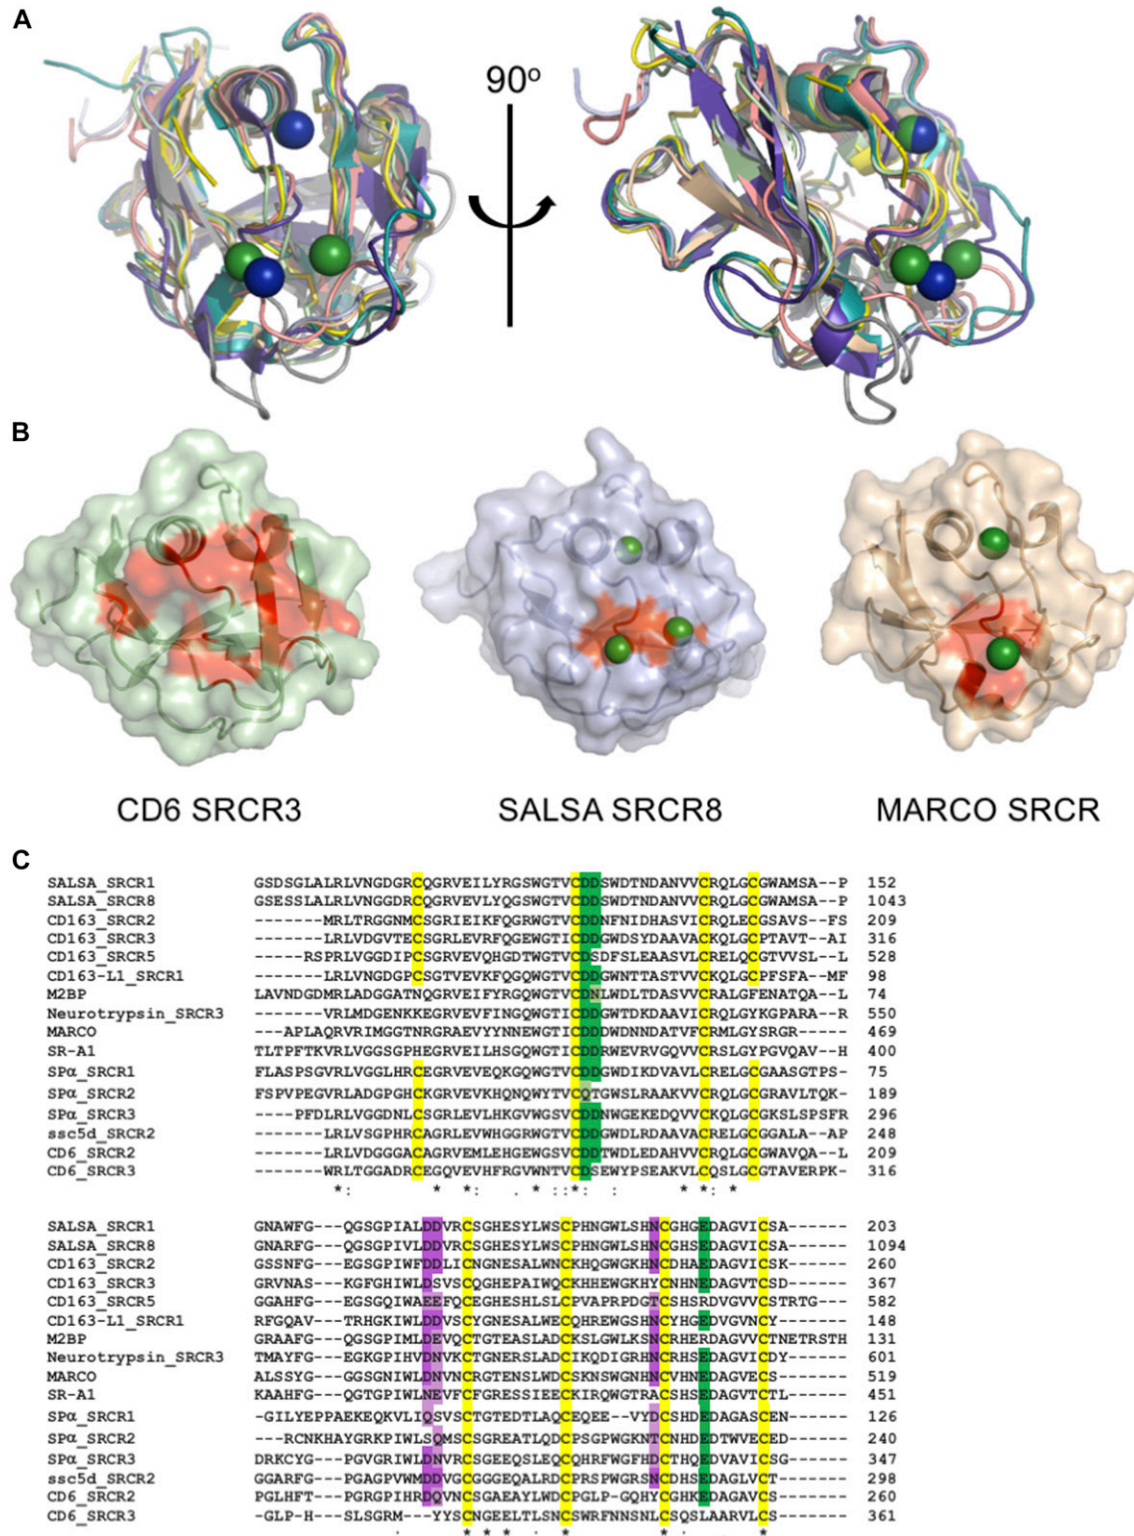 A
90°
B
CD6 SRCR3 SALSA SRCR8 MARCO SRCR
C
SALSA_SRCR1 GSDSGLALRLVNGDGRCQGRVEILYRGSWGTVCDDSWDTNDANVVCRQLGCGWAMSA--P 152
SALSA_SRCR8 GSESSLALRLVNGGDRCQGRVEVLYQGSWGTVCDDSWDTNDANVVCRQLGCGWAMSA--P 1043
CD163_SRCR2 -------MRLTRGGNMCSGRIEIKFQGRWGTVCDDNFNIDHASVICRQLECGSAVS--FS 209
CD163_SRCR3 -------LRLVDGVTECSGRLEVRFQGEWGTICDDGWDSYDAAVACKQLGCPTAVT--AI 316
CD163_SRCR5 -----RSPRLVGGDIPCSGRVEVQHGDTWGTVCDSDFSLEAASVLCRELQCGTVVSL--L 528
CD163-L1_SRCR1 -------LRLVNGDGPCSGTVEVKFQGQWGTVCDDGWNTTASTVVCKQLGCPFSFA--MF 98
M2BP LAVNDGDMRLADGGATNQGRVEIFYRGQWGTVCDNLWDLTDASVVCRALGFENATQA--L 74
Neurotrypsin_SRCR3 -------VRLMDGENKKEGRVEVFINGQWGTICDDGWTDKDAAVICRQLGYKGPARA--R 550
MARCO ---APLAQRVRIMGGTNRGRAEVYYNNEWGTICDDDWDNNDATVFCRMLGYSRGR----- 469
SR-A1 TLTPFTKVRLVGGSGPHEGRVEILHSGQWGTICDDRWEVRVGQVVCRSLGYPGVQAV--H 400
SPα_SRCR1 FLASPSGVRLVGGLHRCEGRVEVEQKGQWGTVCDDGWDIKDVAVLCRELGCGAASGTPS- 75
SPα_SRCR2 FSPVPEGVRLADGPGHCKGRVEVKHQNQWYTVCQTGWSLRAAKVVCRQLGCGRAVLTQK- 189
SPα_SRCR3 ----PFDLRLVGGDNLCSGRLEVLHKGVWGSVCDDNWGEKEDQVVCKQLGCGKSLSPSFR 296
ssc5d_SRCR2 -------LRLVSGPHRCAGRLEVWHGGRWGTVCDDGWDLRDAAVACRELGCGGALA--AP 248
CD6_SRCR2 -------LRLVDGGGACAGRVEMLEHGEWGSVCDDTWDLEDAHVVCRQLGCGWAVQA--L 209
CD6_SRCR3 -------WRLTGGADRCEGQVEVHFRGVWNTVCDSEWYPSEAKVLCQSLGCGTAVERPK- 316
*: * *: . * ::*: : * *: *
SALSA_SRCR1 GNAWFG---QGSGPIALDDVRCSGHESYLWSCPHNGWLSHNCGHGEDAGVICSA------ 203
SALSA_SRCR8 GNARFG---QGSGPIVLDDVRCSGHESYLWSCPHNGWLSHNCGHSEDAGVICSA------ 1094
CD163_SRCR2 GSSNFG---EGSGPIWFDDLICNGNESALWNCKHQGWGKHNCDHAEDAGVICSK------ 260
CD163_SRCR3 GRVNAS---KGFGHIWLDSVSCQGHEPAIWQCKHHEWGKHYCNHNEDAGVTCSD------ 367
CD163_SRCR5 GGAHFG---EGSGQIWAEEFQCEGHESHLSLCPVAPRPDGTCSHSRDVGVVCSTRTG--- 582
CD163-L1_SRCR1 RFGQAV---TRHGKIWLDDVSCYGNESALWECQHREWGSHNCYHGEDVGVNCY------- 148
M2BP GRAAFG---QGSGPIMLDEVQCTGTEASLADCKSLGWLKSNCRHERDAGVVCTNETRSTH 131
Neurotrypsin_SRCR3 TMAYFG---EGKGPIHVDNVKCTGNERSLADCIKQDIGRHNCRHSEDAGVICDY------ 601
MARCO ALSSYG---GGSGNIWLDNVNCRGTENSLWDCSKNSWGNHNCVHNEDAGVECS------- 519
SR-A1 KAAHFG---QGTGPIWLNEVFCFGRESSIEECKIRQWGTRACSHSEDAGVTCTL------ 451
SPα_SRCR1 -GILYEPPAEKEQKVLIQSVSCTGTEDTLAQCEQEE--VYDCSHDEDAGASCEN------ 126
SPα_SRCR2 --RCNKHAYGRKPIWLSQMSCSGREATLQDCPSGPWGKNTCNHDEDTWVECED------- 240
SPα_SRCR3 DRKCYG---PGVGRIWLDNVRCSGEEQSLEQCQHRFWGFHDCTHQEDVAVICSG------ 347
ssc5d_SRCR2 GGARFG---PGAGPVWMDDVGCGGGEQALRDCPRSPWGRSNCDHSEDAGLVCT------- 298
CD6_SRCR2 PGLHFT---PGRGPIHRDQVNCSGAEAYLWDCPGLP-GQHYCGHKEDAGAVCS------- 260
CD6_SRCR3 -GLP-H---SLSGRM---YYSCNGEELTLSNCSWRFNNSNLCSQSLAARVLCS------- 361
. * * * * * . *